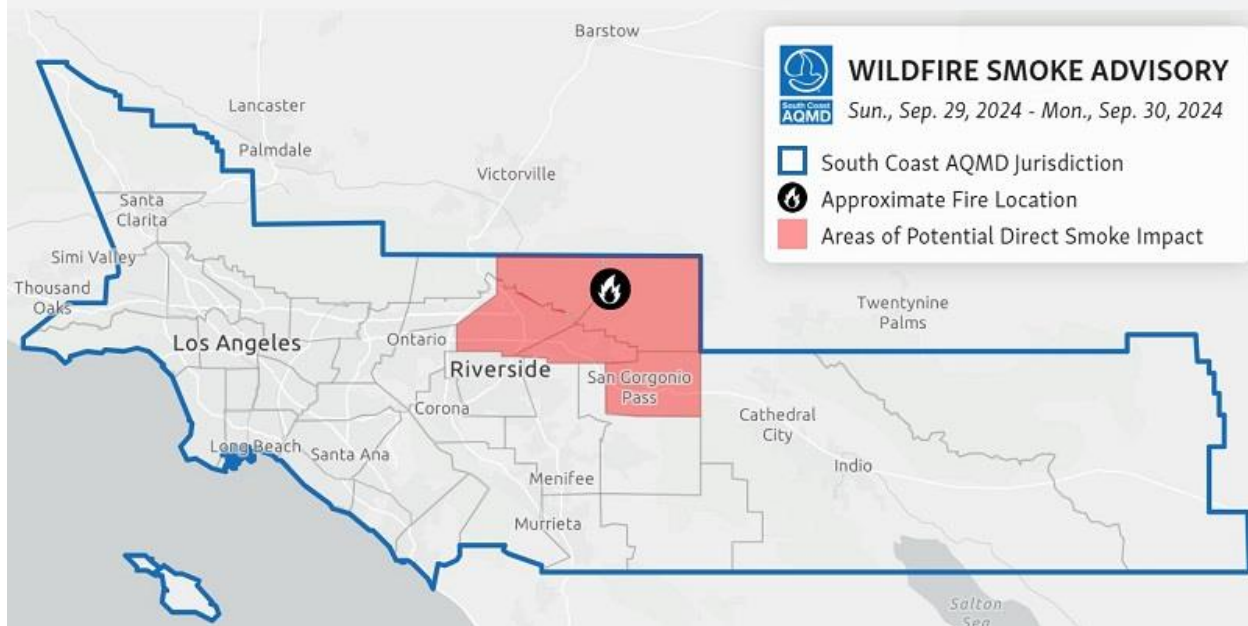 Barstow
WILDFIRE SMOKE ADVISORY
South Coast
AQMD
Sun., Sep. 29, 2024 - Mon., Sep. 30, 2024
South Coast AQMD Jurisdiction
Approximate Fire Location
Areas of Potential Direct Smoke Impact
Lancaster
Palmdale
Victorville
Santa
Clarita
Simi Valley
Thousand
Oaks
Twentynine
Palms
Los Angeles
Ontario
Riverside
San Gorgonio
Pass
Corona
Cathedral
City
Long Beach
Santa Ana
Indio
Menifee
Murrieta
Salton
Sea